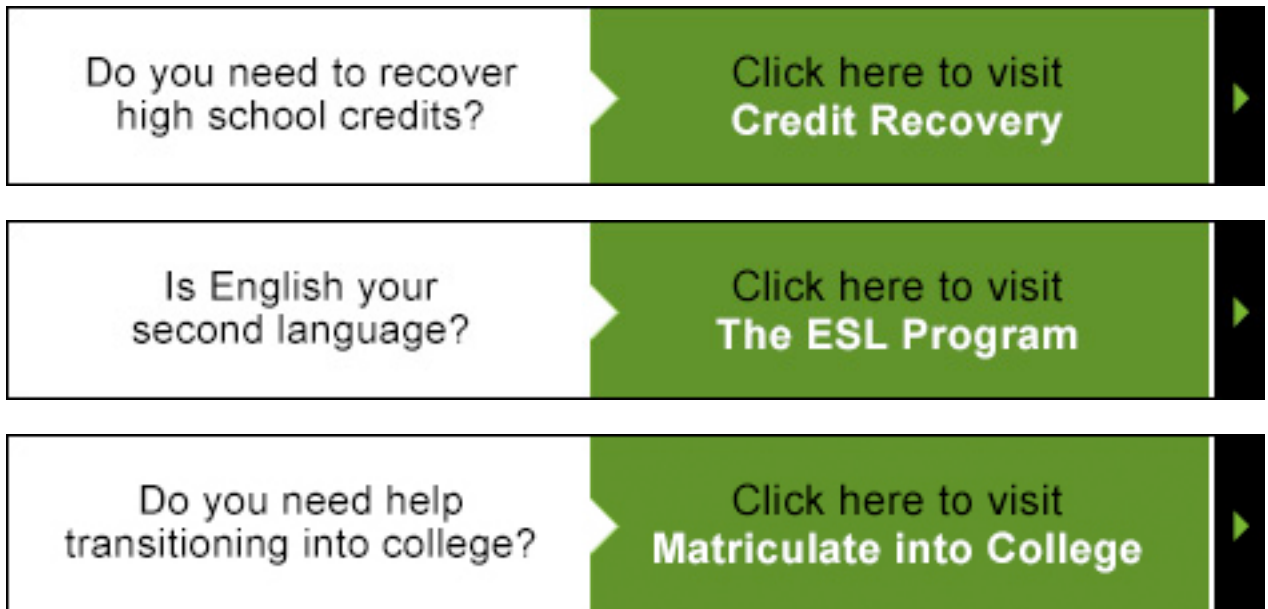 Do you need to recover
high school credits?
Click here to visit
Credit Recovery
Is English your
second language?
Click here to visit
The ESL Program
Do you need help
transitioning into college?
Click here to visit
Matriculate into College